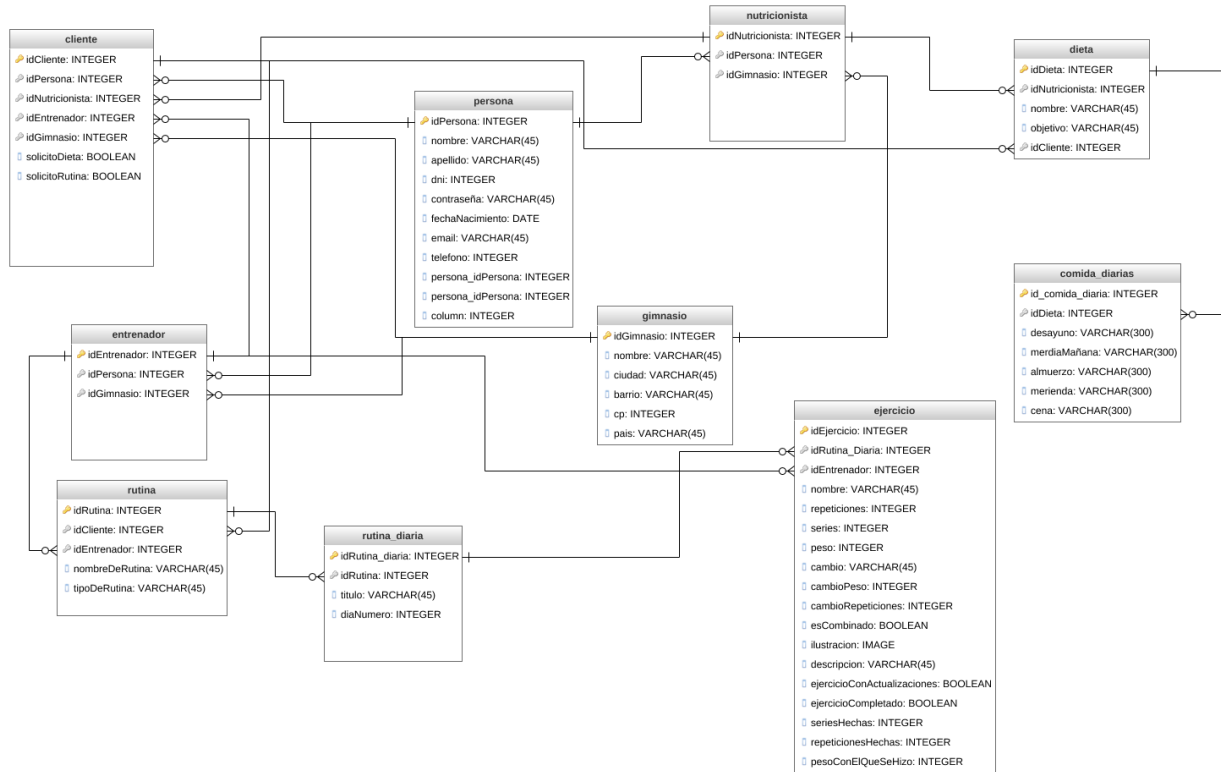 cliente
idCliente: INTEGER
idPersona: INTEGER
idNutricionista: INTEGER
idEntrenador: INTEGER
idGimnasio: INTEGER
solicitoDieta: BOOLEAN
solicitoRutina: BOOLEAN
persona
idPersona: INTEGER
nombre: VARCHAR(45)
apellido: VARCHAR(45)
dni: INTEGER
contraseña: VARCHAR(45)
fechaNacimiento: DATE
email: VARCHAR(45)
telefono: INTEGER
persona_idPersona: INTEGER
persona_idPersona: INTEGER
column: INTEGER
nutricionista
idNutricionista: INTEGER
idPersona: INTEGER
idGimnasio: INTEGER
dieta
idDieta: INTEGER
idNutricionista: INTEGER
nombre: VARCHAR(45)
objetivo: VARCHAR(45)
idCliente: INTEGER
comida_diarias
id_comida_diaria: INTEGER
idDieta: INTEGER
desayuno: VARCHAR(300)
merdiaMañana: VARCHAR(300)
almuerzo: VARCHAR(300)
merienda: VARCHAR(300)
cena: VARCHAR(300)
entrenador
idEntrenador: INTEGER
idPersona: INTEGER
idGimnasio: INTEGER
gimnasio
idGimnasio: INTEGER
nombre: VARCHAR(45)
ciudad: VARCHAR(45)
barrio: VARCHAR(45)
cp: INTEGER
pais: VARCHAR(45)
rutina
idRutina: INTEGER
idCliente: INTEGER
idEntrenador: INTEGER
nombreDeRutina: VARCHAR(45)
tipoDeRutina: VARCHAR(45)
rutina_diaria
idRutina_diaria: INTEGER
idRutina: INTEGER
titulo: VARCHAR(45)
diaNumero: INTEGER
ejercicio
idEjercicio: INTEGER
idRutina_Diaria: INTEGER
idEntrenador: INTEGER
nombre: VARCHAR(45)
repeticiones: INTEGER
series: INTEGER
peso: INTEGER
cambio: VARCHAR(45)
cambioPeso: INTEGER
cambioRepeticiones: INTEGER
esCombinado: BOOLEAN
ilustracion: IMAGE
descripcion: VARCHAR(45)
ejercicioConActualizaciones: BOOLEAN
ejercicioCompletado: BOOLEAN
seriesHechas: INTEGER
repeticionesHechas: INTEGER
pesoConElQueSeHizo: INTEGER